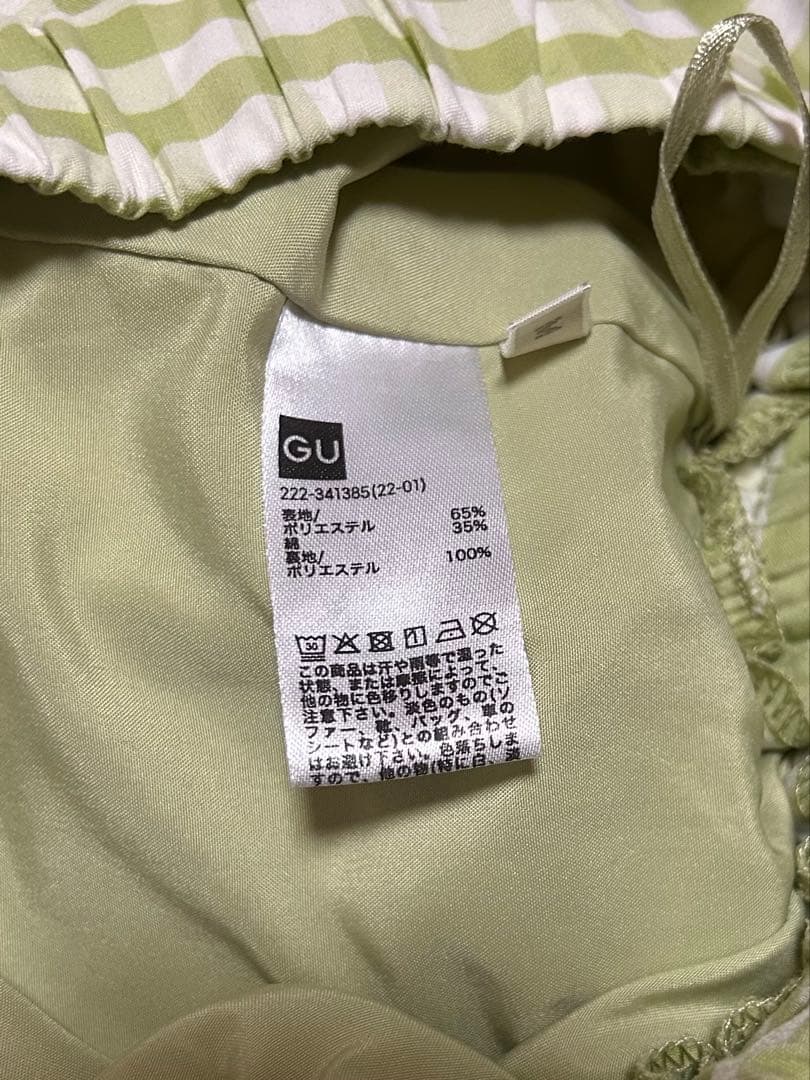 M
GU
222-341385(22-01)
表地/
ポリエステル 65%
綿 35%
裏地/
ポリエステル 100%
30
1
この商品は汗や雨等で湿った
状態、または摩擦によって、
他の物に色移りしますのでご
注意下さい。淡色のもの(ソ
ファー、靴、バッグ、車の
シートなど)との組み合わせ
はお避け下さい。色落ちしま
すので、他の物(特に白、淡